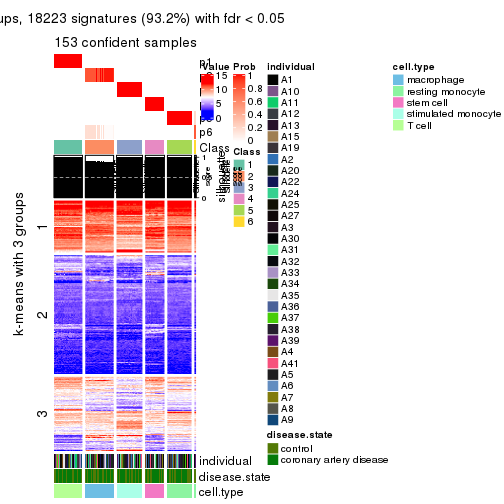 ups, 18223 signatures (93.2%) with fdr < 0.05
153 confident samples
p1
p6
Class
1
0
k-means with 3 groups
1
2
3
individual
disease.state
cell.type
Value
15
10
5
0
Prob
1
0.8
0.6
0.4
0.2
0
Class
1
2
3
4
5
6
individual
A1
A10
A11
A12
A13
A15
A19
A2
A20
A22
A24
A25
A27
A3
A30
A31
A32
A33
A34
A35
A36
A37
A38
A39
A4
A41
A5
A6
A7
A8
A9
disease.state
control
coronary artery disease
cell.type
macrophage
resting monocyte
stem cell
stimulated monocyte
T cell